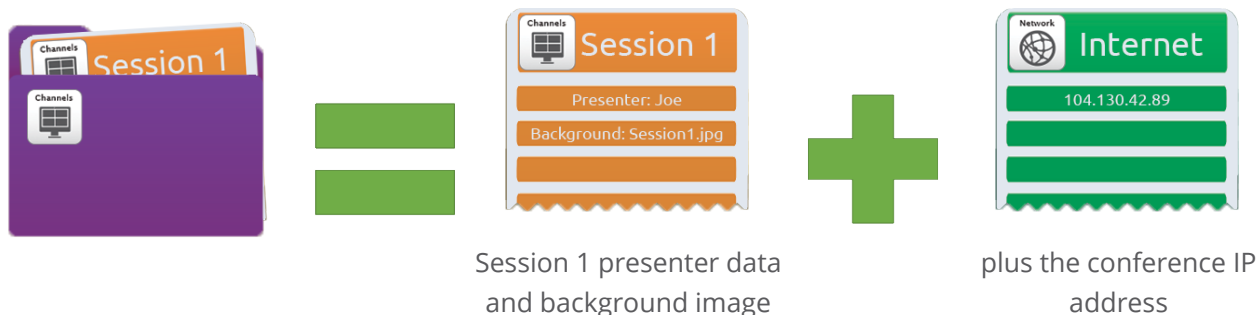 Channels
Session 1
Channels
Channels
Session 1
Presenter: Joe
Background: Session1.jpg
Network
Internet
104.130.42.89
Session 1 presenter data
and background image
plus the conference IP
address